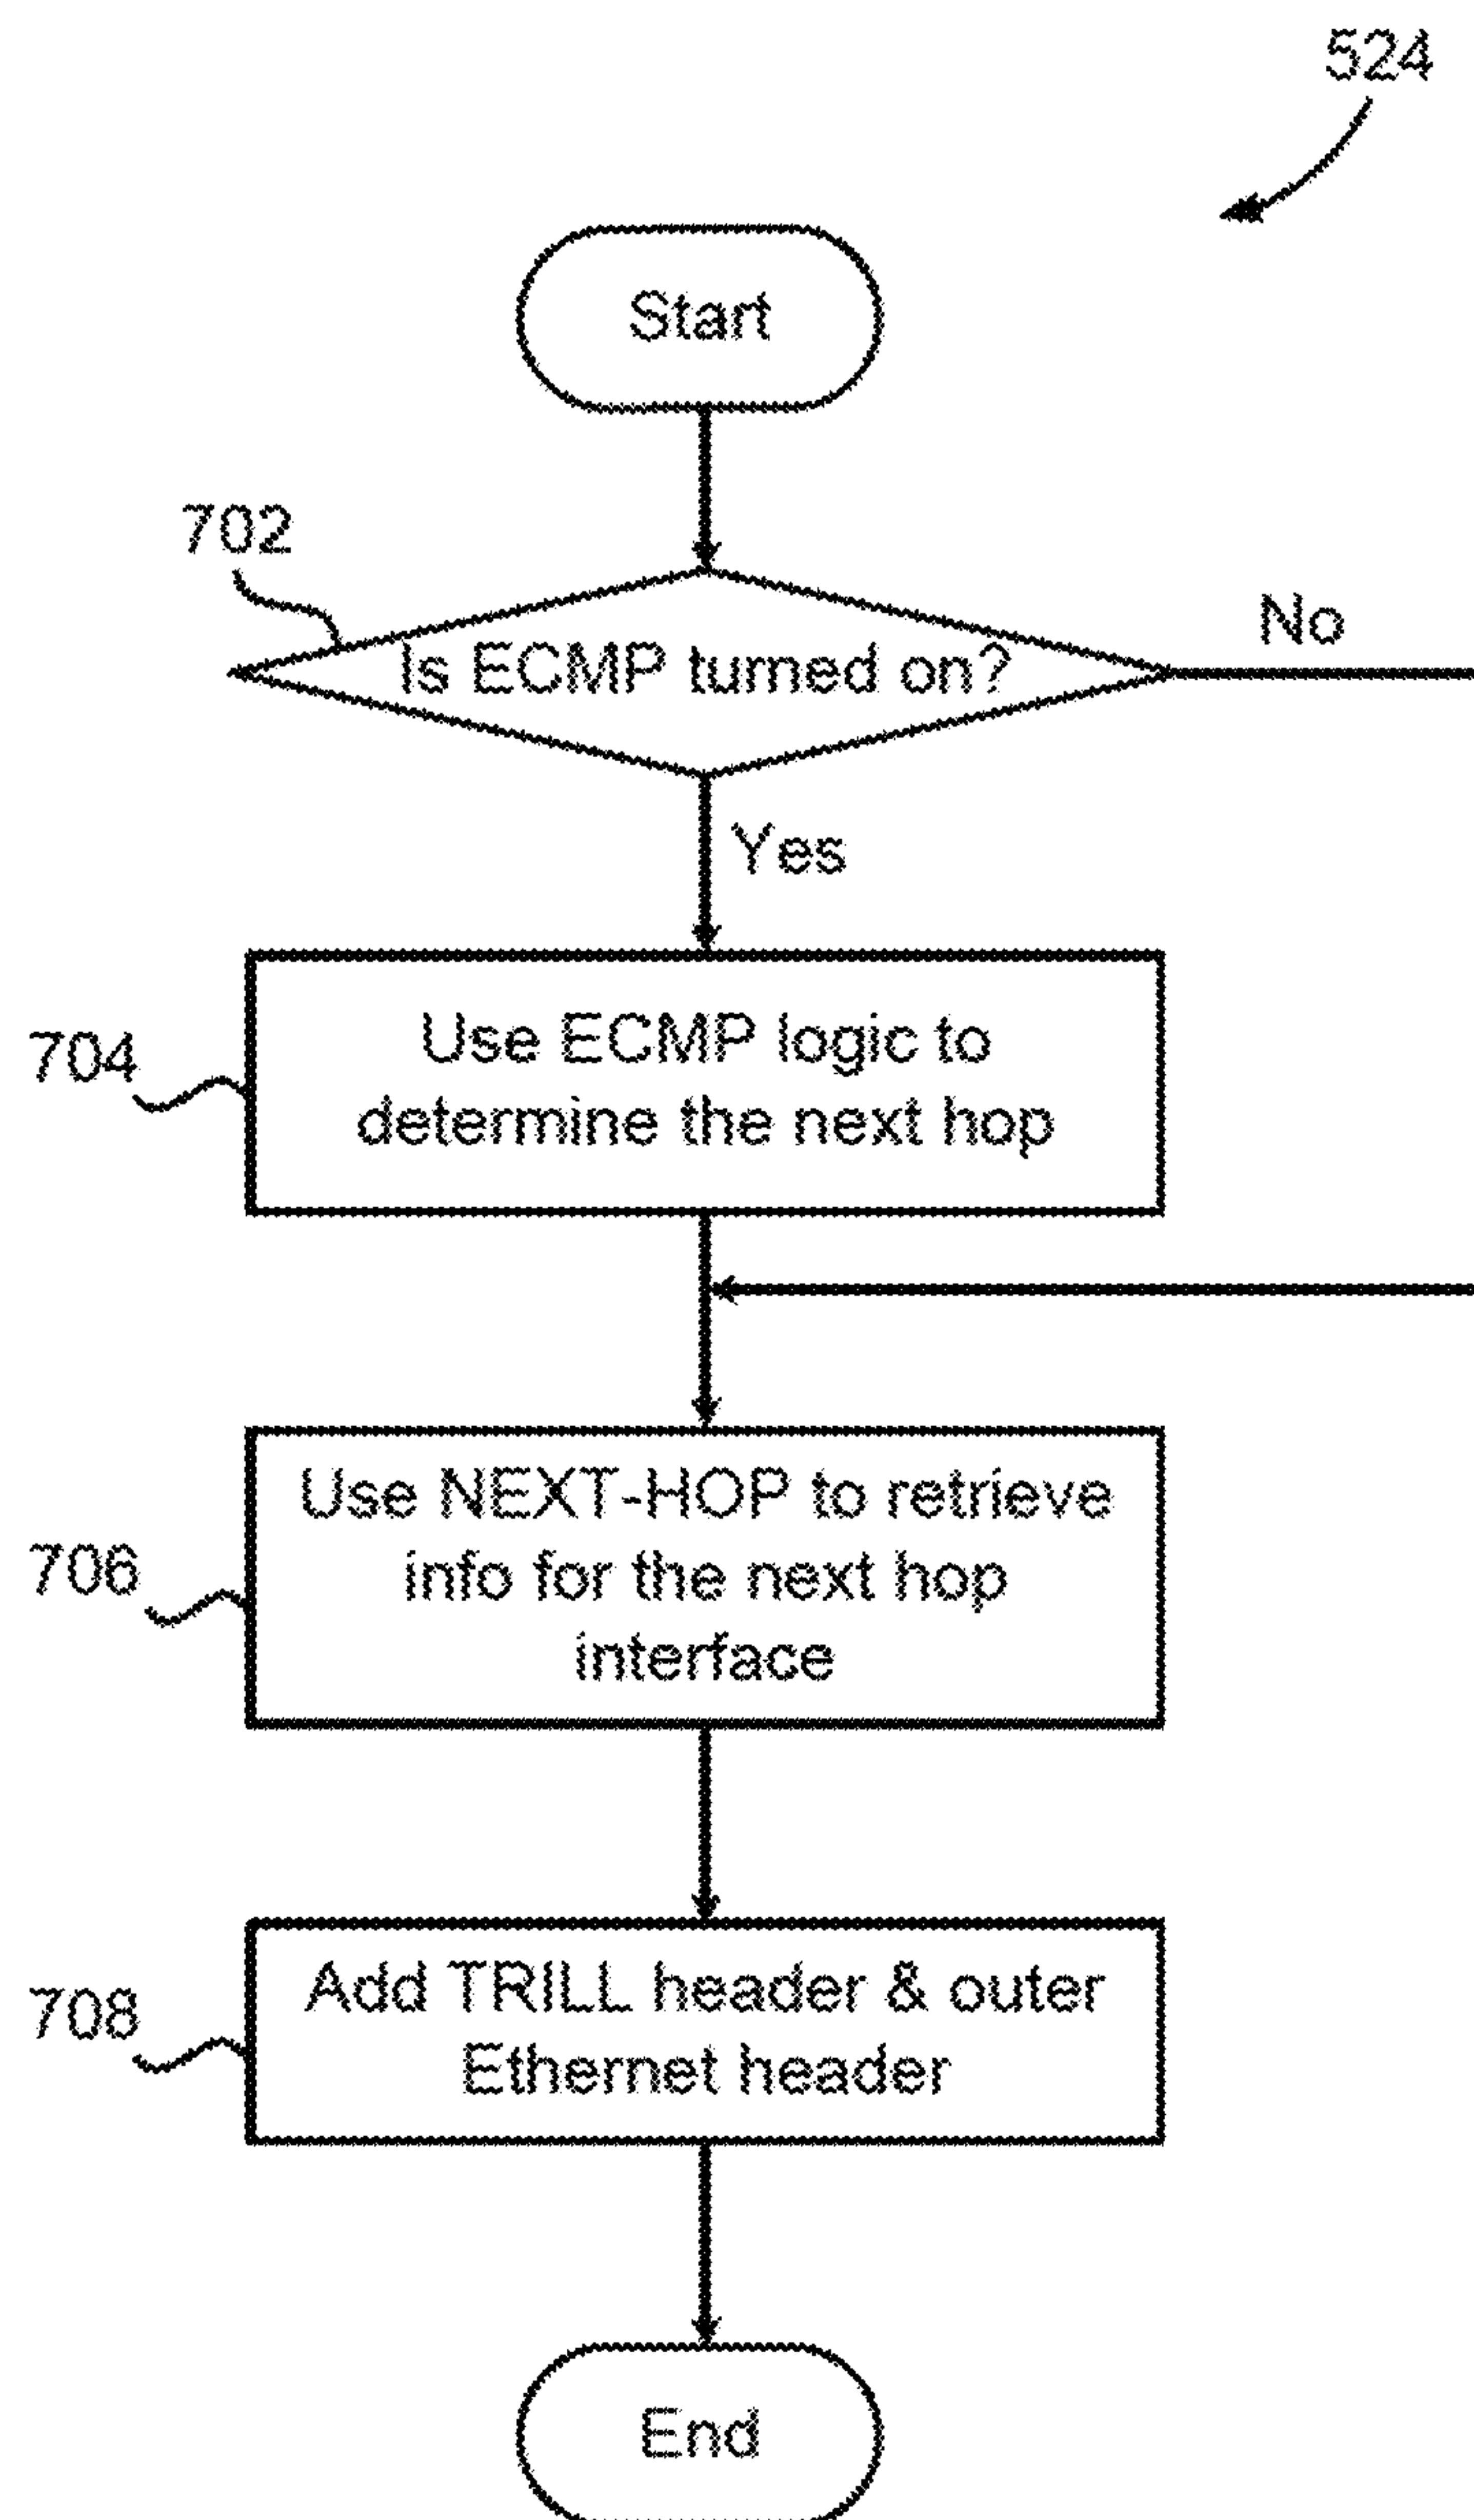 524
Start
702
Is ECMP turned on?
No
Yes
704
Use ECMP logic to
determine the next hop
706
Use NEXT-HOP to retrieve
info for the next hop
interface
708
Add TRILL header & outer
Ethernet header
End